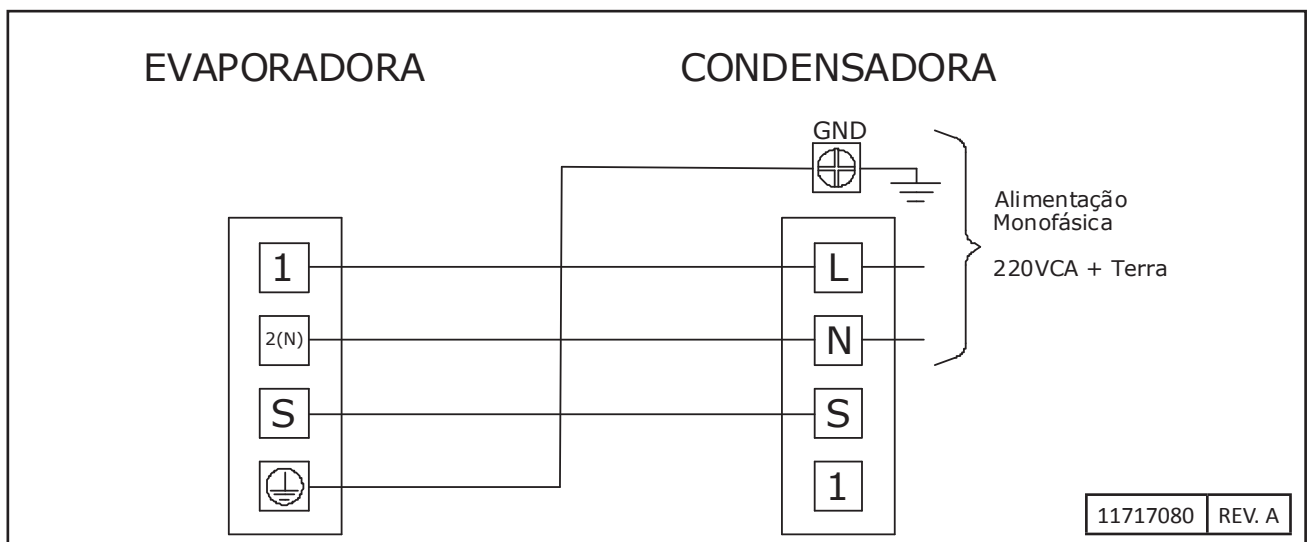 EVAPORADORA
CONDENSADORA
GND
Alimentação
Monofásica
220VCA + Terra
1
L
2(N)
N
S
S
1
11717080
REV. A